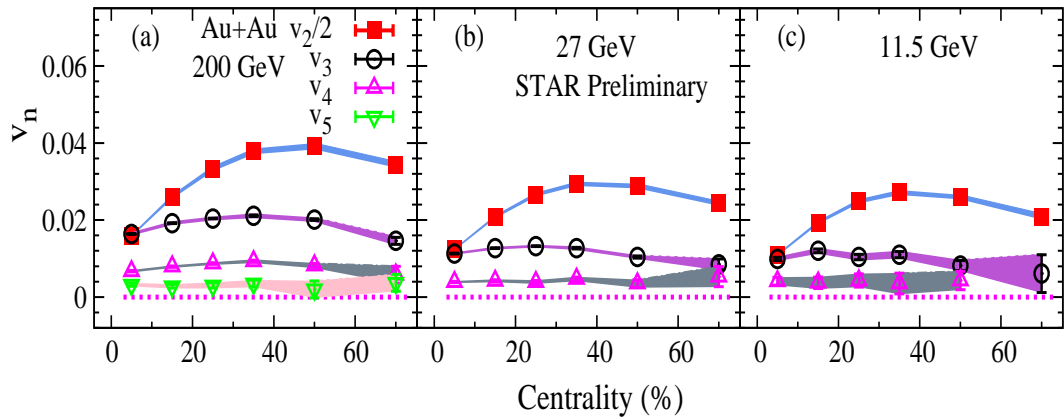 (a) Au+Au v2/2
200 GeV v3
v4
v5
(b) 27 GeV
STAR Preliminary
(c) 11.5 GeV
vn
0.06
0.04
0.02
0
0 20 40 60 0 20 40 60 0 20 40 60
Centrality (%)